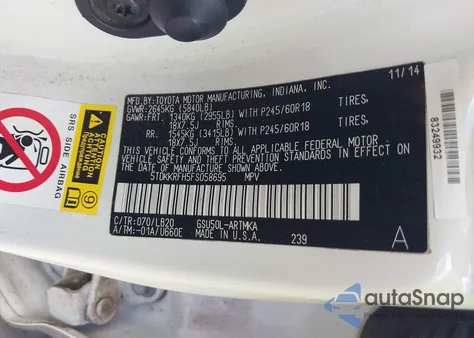 MFD.BY:TOYOTA MOTOR MANUFACTURING, INDIANA, INC. 11/14
GVWR:2645KG (5840LB)
GAWR:FRT. 1340KG (2955LB) WITH P245/60R18 TIRES,
18X7.5J RIMS.
RR. 1545KG (3415LB) WITH P245/60R18 TIRES,
18X7.5J RIMS.
THIS VEHICLE CONFORMS TO ALL APPLICABLE FEDERAL MOTOR
VEHICLE SAFETY AND BUMPER STANDARDS IN EFFECT ON THE DATE OF
MANUFACTURE SHOWN ABOVE.
5TDKKRFH5FS058695 MPV
C/TR:070/LB20 GSU50L-ARTMKA
A/TM:-01A/U660E MADE IN U.S.A. 239
A
83249932
SRS SIDE AIRBAG
CAUTION
autoSnap